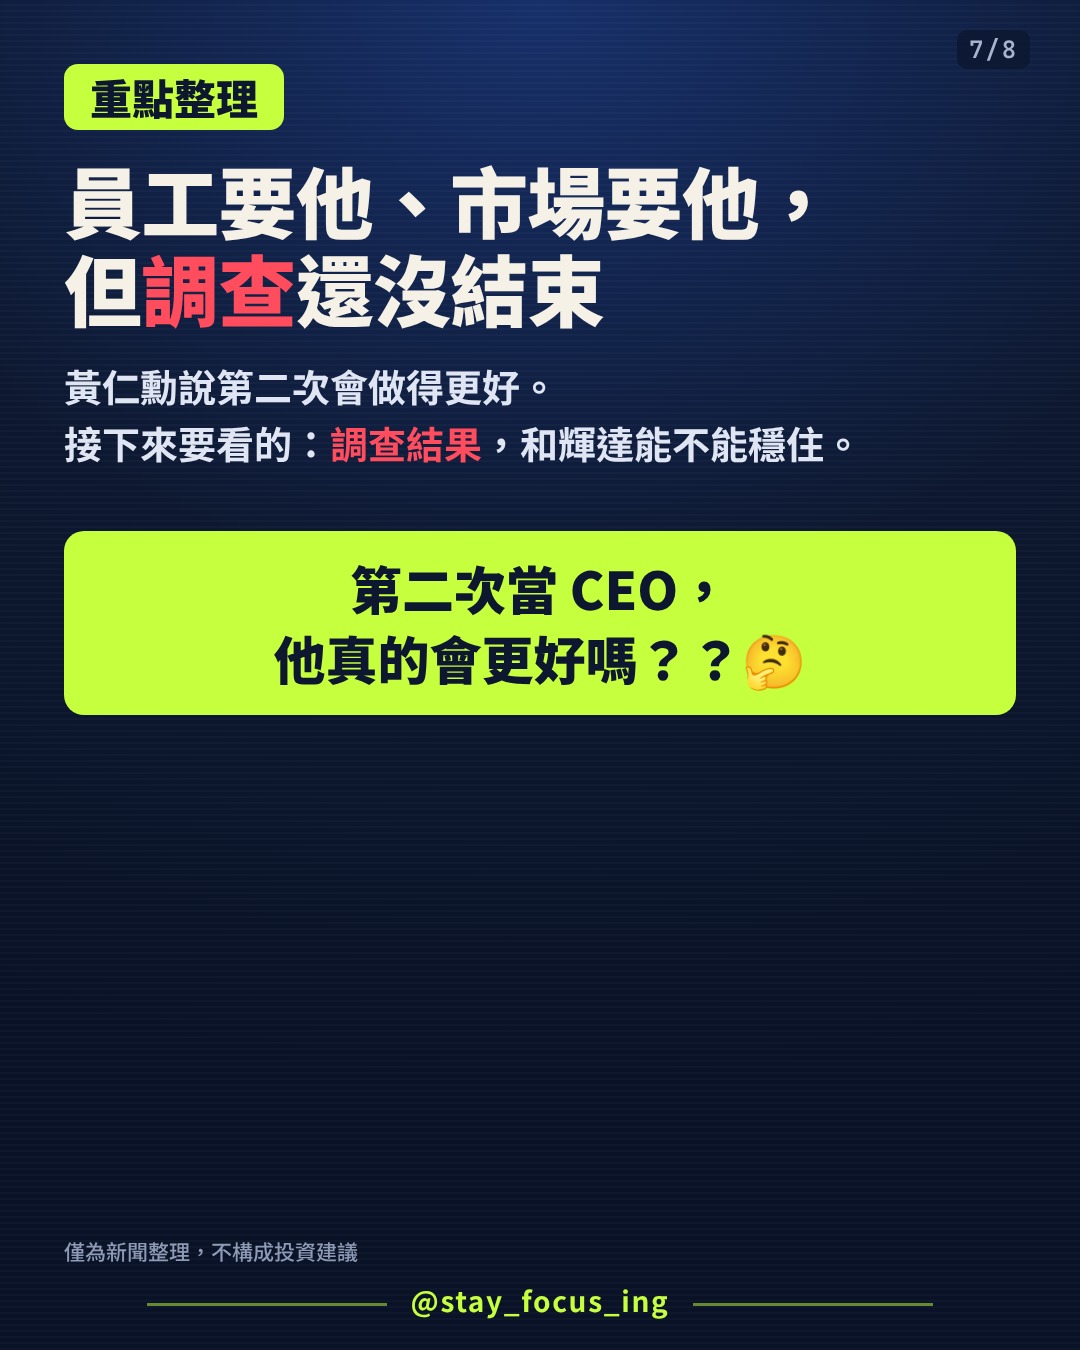 7/8
重點整理
員工要他、市場要他，
但調查還沒結束
黃仁勳說第二次會做得更好。
接下來要看的：調查結果，和輝達能不能穩住。
第二次當 CEO，
他真的會更好嗎？？🤔
僅為新聞整理，不構成投資建議
@stay_focus_ing